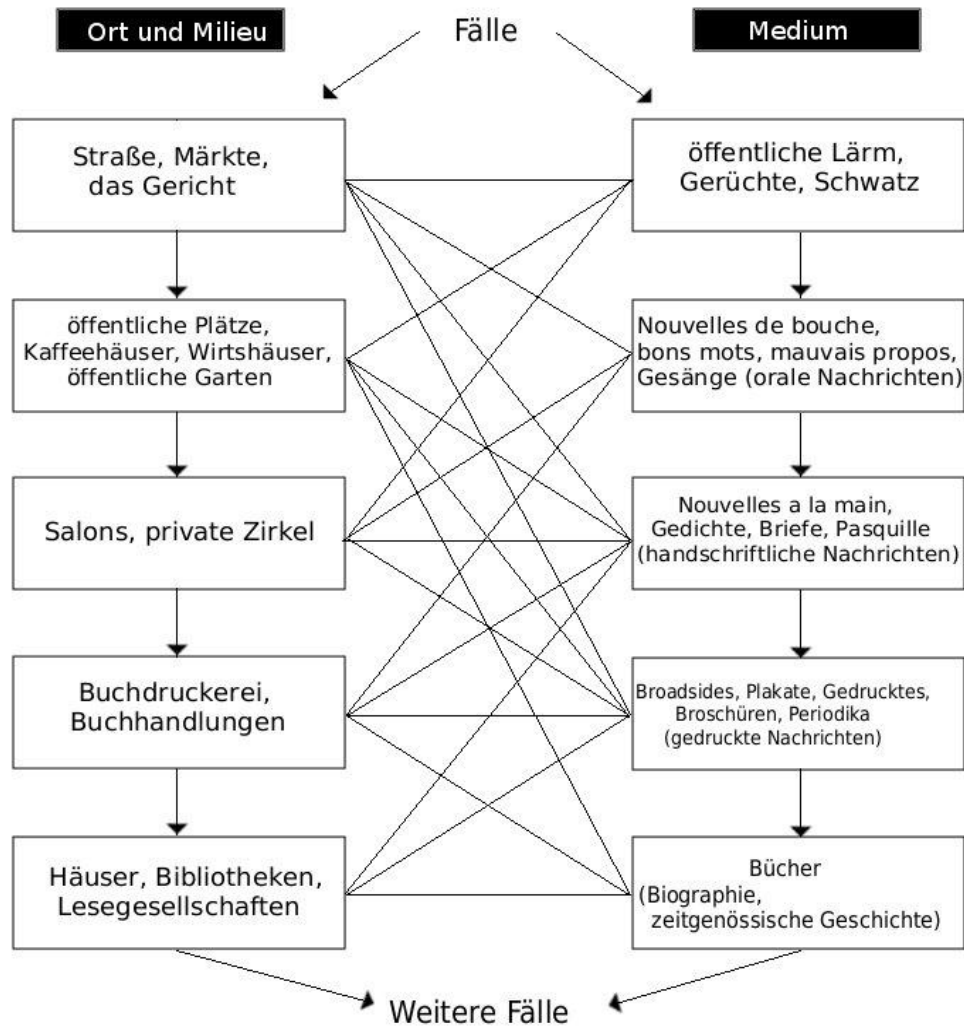 Ort und Milieu
Fälle
Medium
Straße, Märkte,
das Gericht
öffentliche Lärm,
Gerüchte, Schwatz
öffentliche Plätze,
Kaffeehäuser, Wirtshäuser,
öffentliche Garten
Nouvelles de bouche,
bons mots, mauvais propos,
Gesänge (orale Nachrichten)
Salons, private Zirkel
Nouvelles a la main,
Gedichte, Briefe, Pasquille
(handschriftliche Nachrichten)
Buchdruckerei,
Buchhandlungen
Broadsides, Plakate, Gedrucktes,
Broschüren, Periodika
(gedruckte Nachrichten)
Häuser, Bibliotheken,
Lesegesellschaften
Bücher
(Biographie,
zeitgenössische Geschichte)
Weitere Fälle